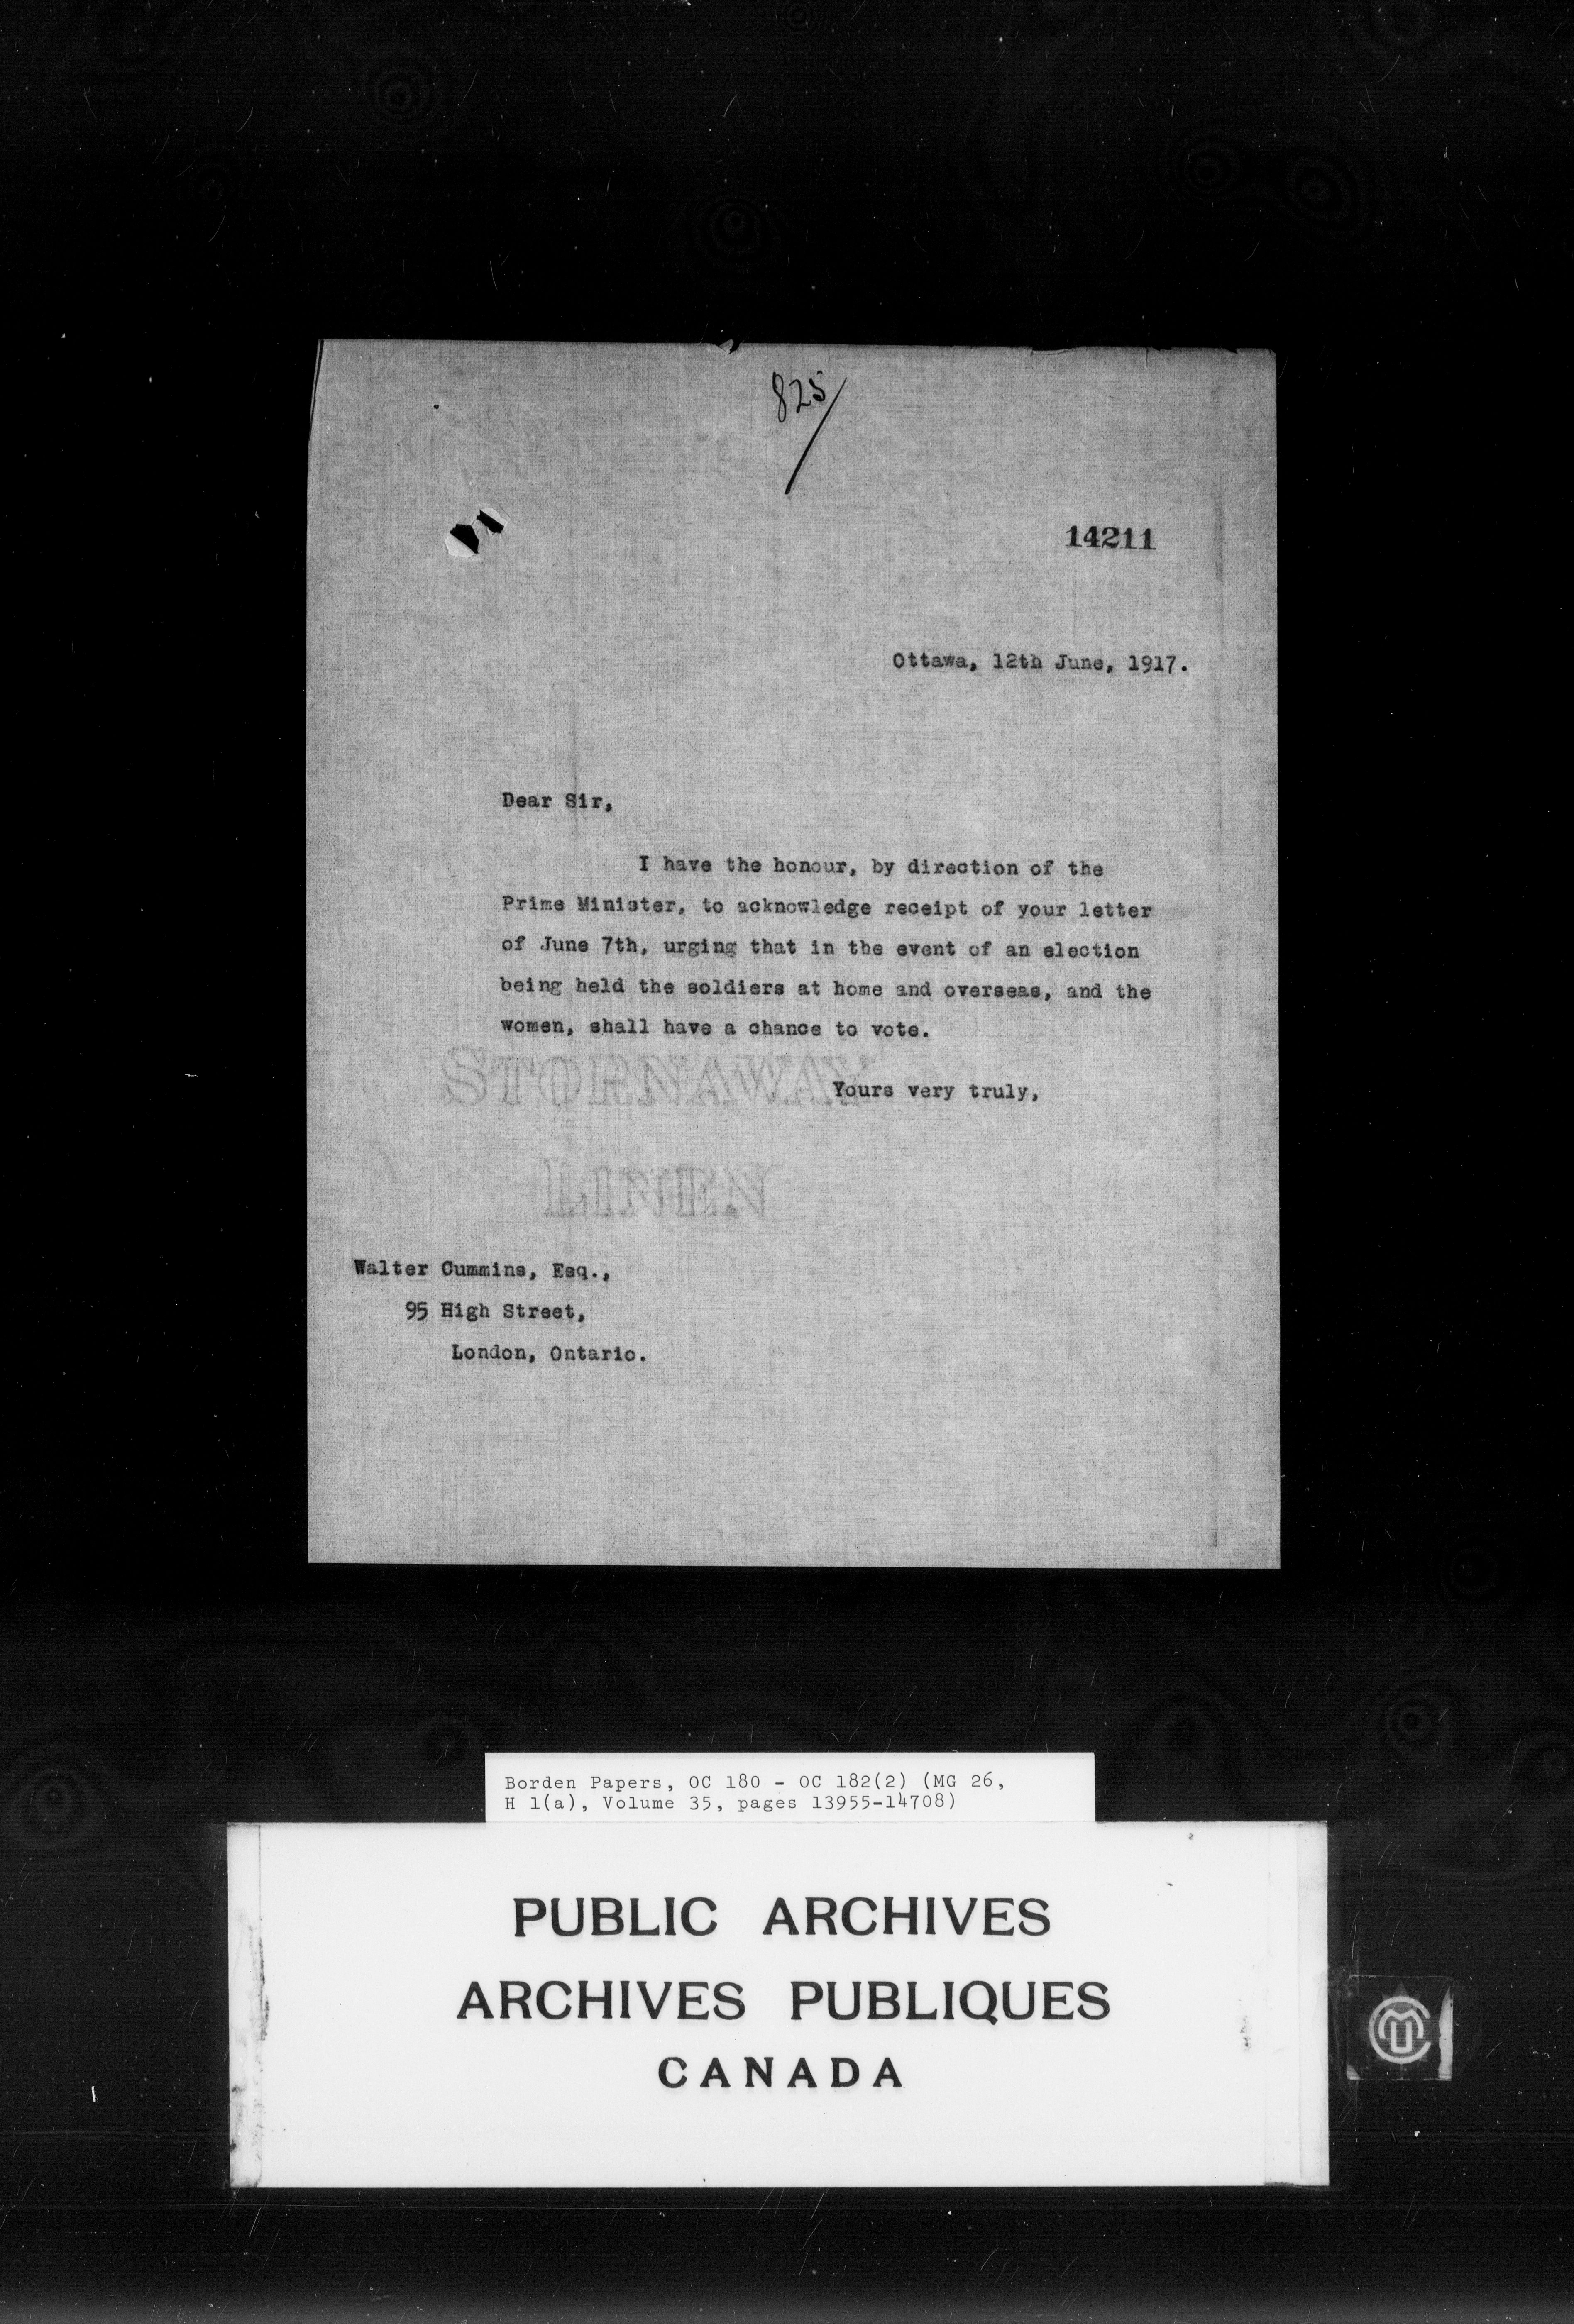 825
14211
Ottawa, 12th June, 1917.
Dear Sir,
I have the honour, by direction of the
Prime Minister, to acknowledge receipt of your letter
of June 7th, urging that in the event of an election
being held the soldiers at home and overseas, and the
women, shall have a chance to vote.
STORNAWAY
Yours very truly,
LINEN
Walter Cummins, Esq.,
95 High Street,
London, Ontario.
Borden Papers, OC 180 - OC 182(2) (MG 26,
H 1(a), Volume 35, pages 13955-14708)
PUBLIC ARCHIVES
ARCHIVES PUBLIQUES
CANADA